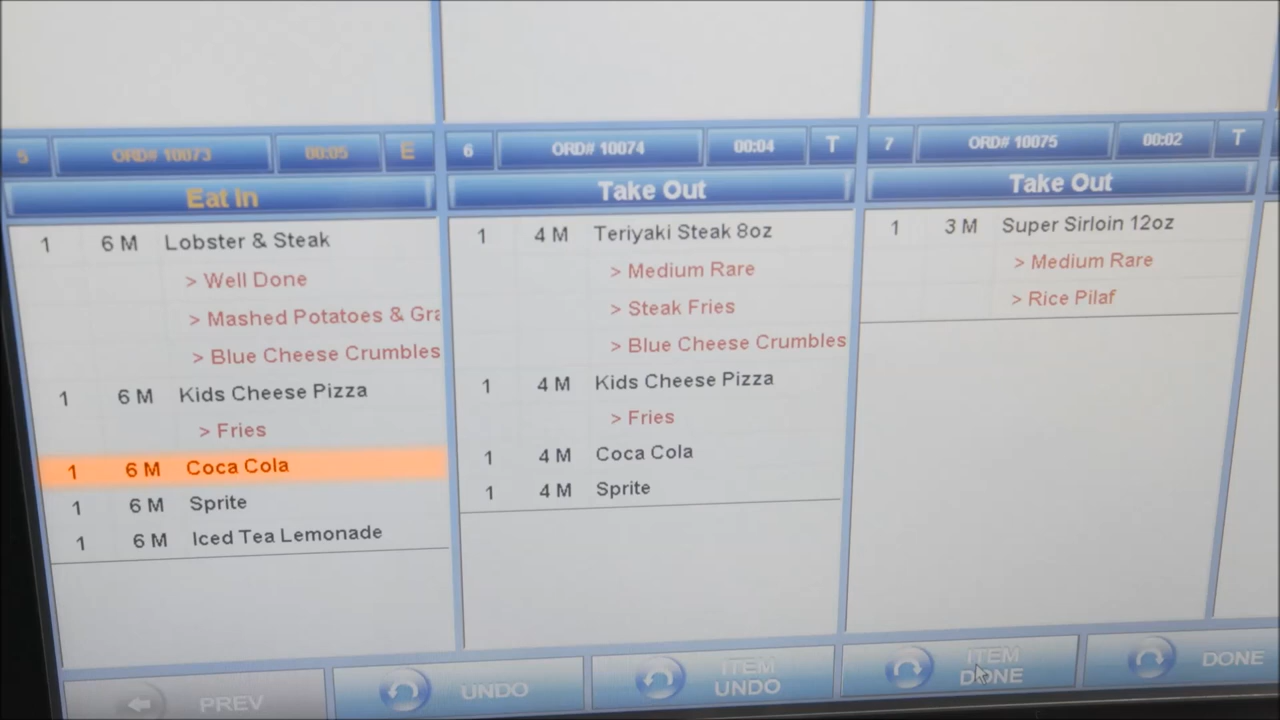 5 ORD# 10073 00:05 E
Eat In
1 6 M Lobster & Steak
> Well Done
> Mashed Potatoes & Gra
> Blue Cheese Crumbles
1 6 M Kids Cheese Pizza
> Fries
1 6 M Coca Cola
1 6 M Sprite
1 6 M Iced Tea Lemonade
6 ORD# 10074 00:04 T
Take Out
1 4 M Teriyaki Steak 8oz
> Medium Rare
> Steak Fries
> Blue Cheese Crumbles
1 4 M Kids Cheese Pizza
> Fries
1 4 M Coca Cola
1 4 M Sprite
7 ORD# 10075 00:02 T
Take Out
1 3 M Super Sirloin 12oz
> Medium Rare
> Rice Pilaf
PREV
UNDO
ITEM
UNDO
ITEM
DONE
DONE